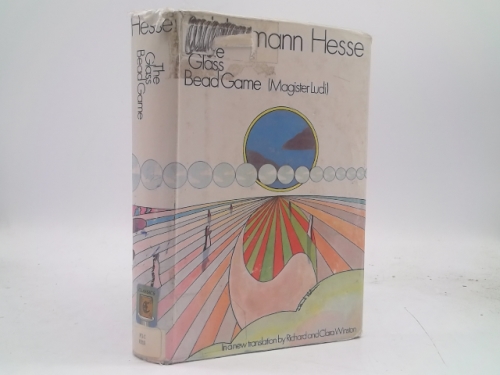 mann Hesse
Glass
Bead Game (Magister Ludi)
In a new translation by Richard and Clara Winston
Hesse
The
Glass
Bead Game